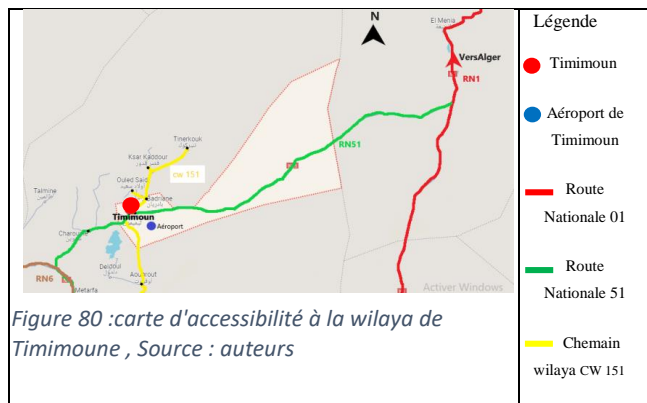 N
El Menia
VersAlger
RN1
Tinerkouk
Ksar Kaddour
RN51
cw 151
Ouled Said
Talmine
Badriane
Timimoun
Aéroport
Charouine
RN6
Deldoul
Metarfa
Aougrout
Activer Windows
Figure 80 :carte d'accessibilité à la wilaya de
Timimoune , Source : auteurs
Légende
Timimoun
Aéroport de
Timimoun
Route
Nationale 01
Route
Nationale 51
Chemain
wilaya CW 151